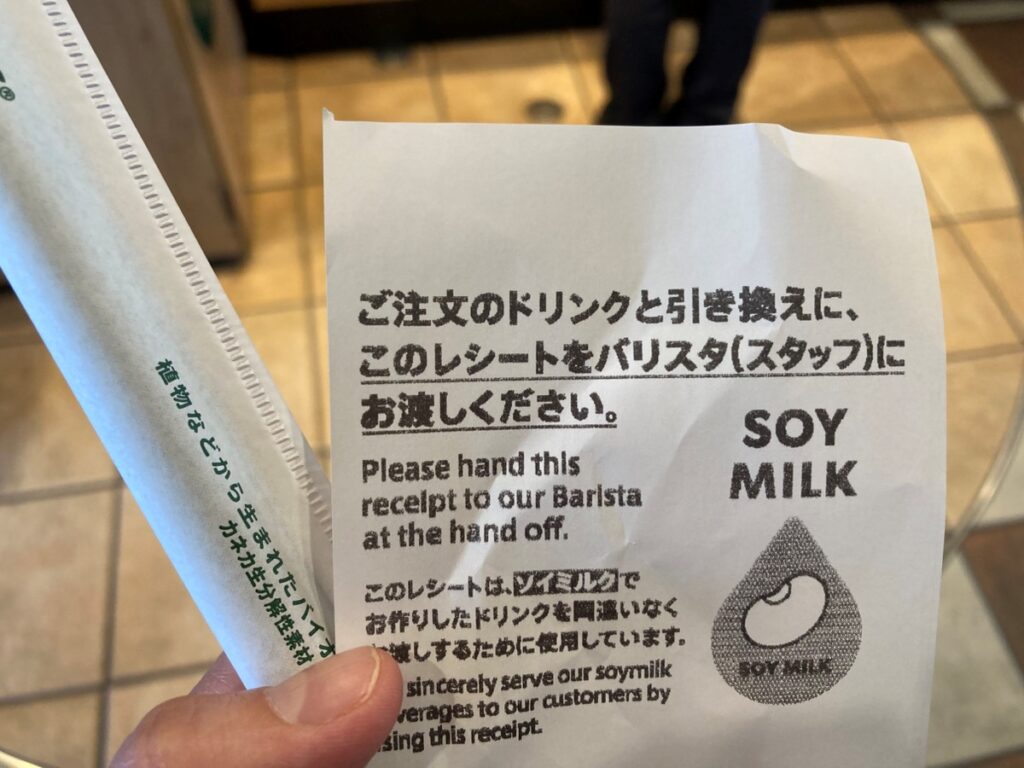 植物などから生まれたバイオ
カネカ生分解性素材
ご注文のドリンクと引き換えに、
このレシートをバリスタ(スタッフ)に
お渡しください。
Please hand this
receipt to our Barista
at the hand off.
このレシートは、ソイミルクで
お作りしたドリンクを間違いなく
渡しするために使用しています。
sincerely serve our soymilk
verages to our customers by
sing this receipt.
SOY
MILK
SOY MILK